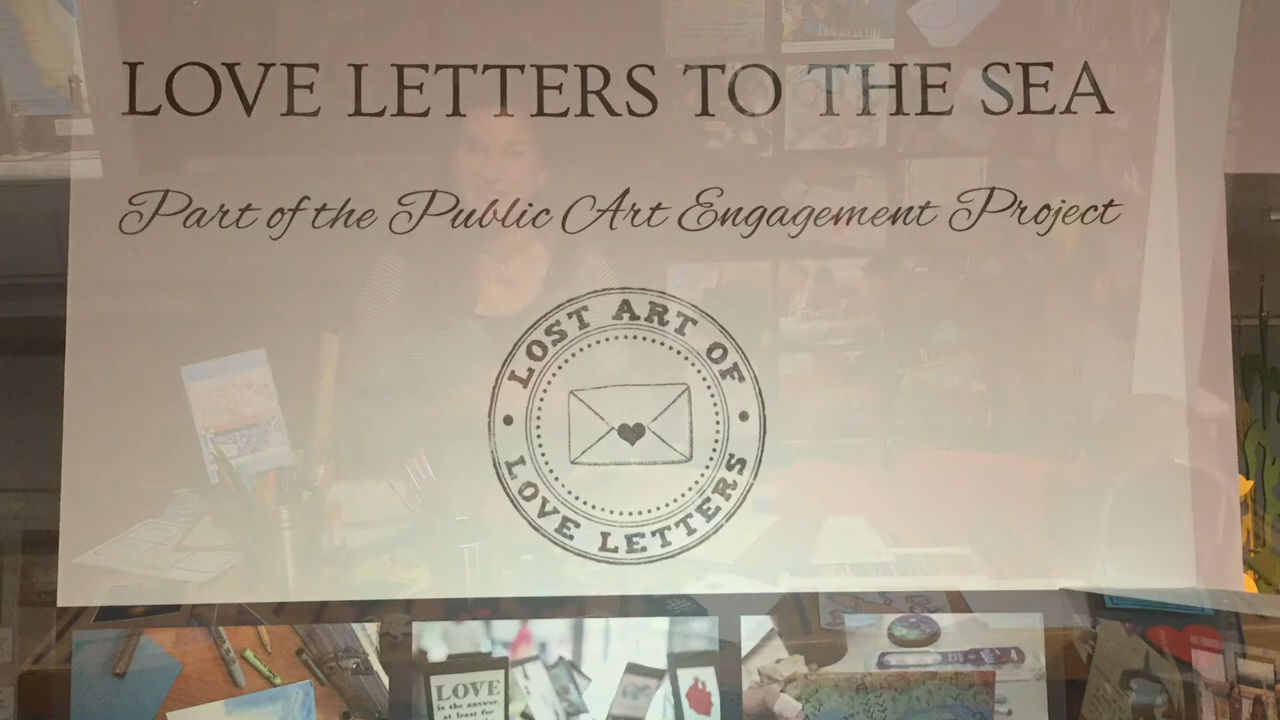 LOVE LETTERS TO THE SEA
Part of the Public Art Engagement Project
LOST ART OF
LOVE LETTERS
LOVE
is the answer,
at least for